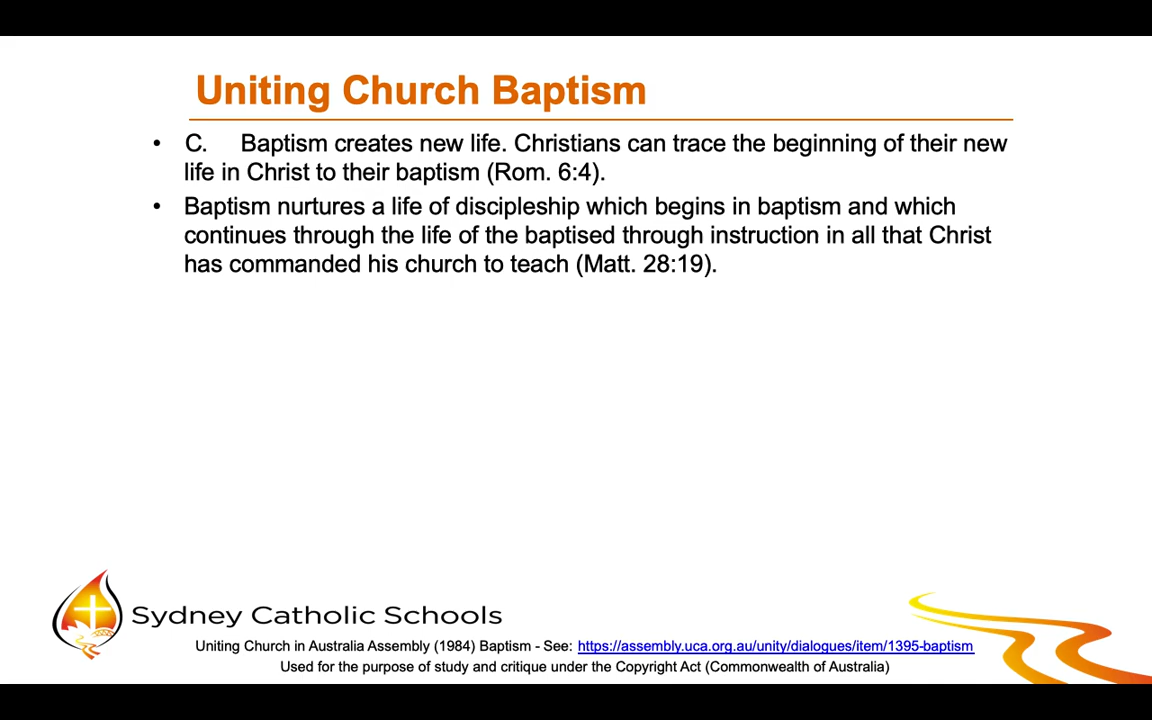 Uniting Church Baptism
• C. Baptism creates new life. Christians can trace the beginning of their new
life in Christ to their baptism (Rom. 6:4).
• Baptism nurtures a life of discipleship which begins in baptism and which
continues through the life of the baptised through instruction in all that Christ
has commanded his church to teach (Matt. 28:19).
Sydney Catholic Schools
Uniting Church in Australia Assembly (1984) Baptism - See: https://assembly.uca.org.au/unity/dialogues/item/1395-baptism
Used for the purpose of study and critique under the Copyright Act (Commonwealth of Australia)